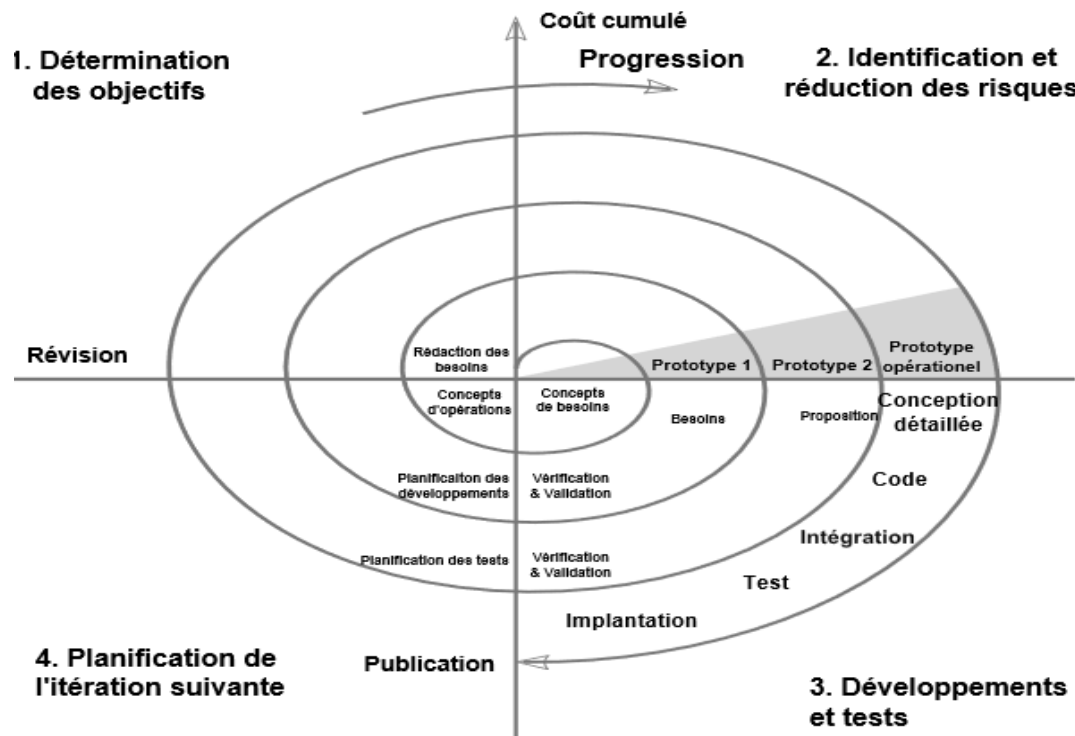 Coût cumulé
Progression
1. Détermination
des objectifs
2. Identification et
réduction des risques
Révision
Rédaction des
besoins
Prototype 1
Prototype 2
Prototype
opérationel
Concepts
d'opérations
Concepts
de besoins
Besoins
Proposition
Conception
détaillée
Planificaiton des
développements
Vérification
& Validation
Code
Intégration
Planification des tests
Vérification
& Validation
Test
Implantation
Publication
4. Planification de
l'itération suivante
3. Développements
et tests